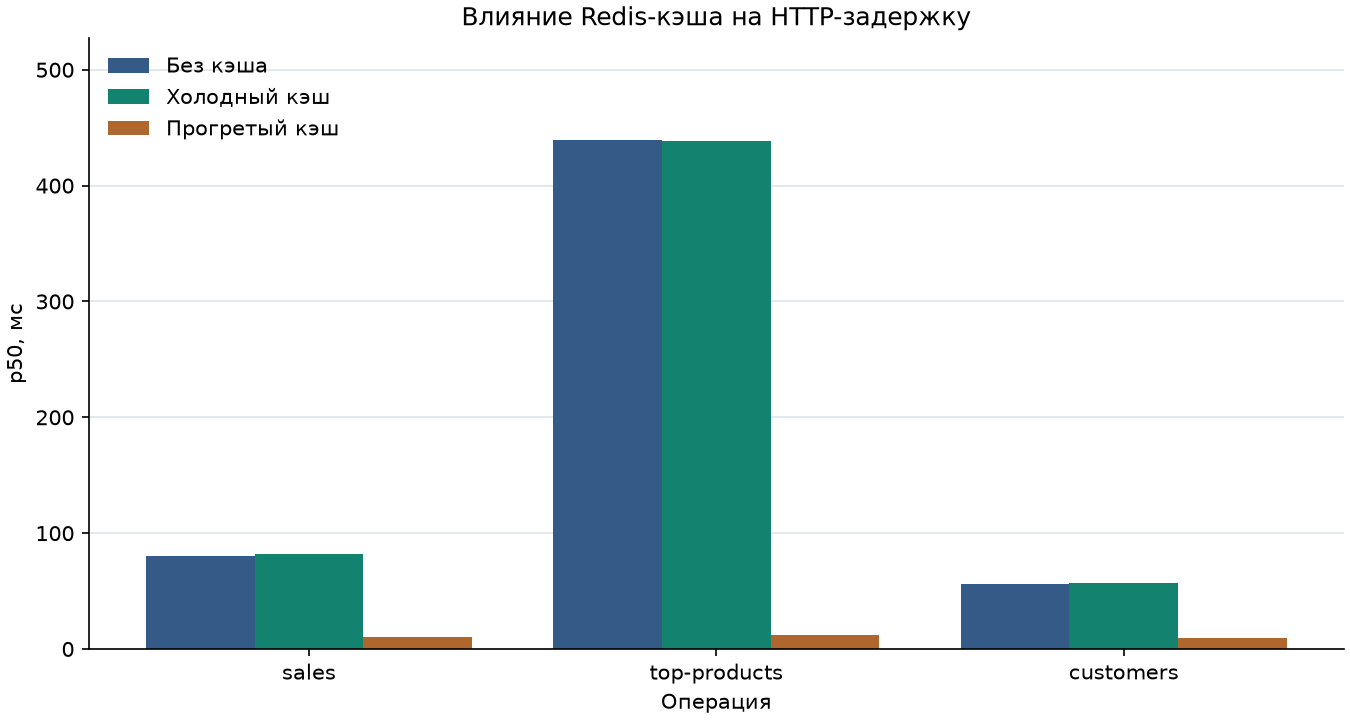 Влияние Redis-кэша на HTTP-задержку
Без кэша
Холодный кэш
Прогретый кэш
p50, мс
500
400
300
200
100
0
sales
top-products
customers
Операция